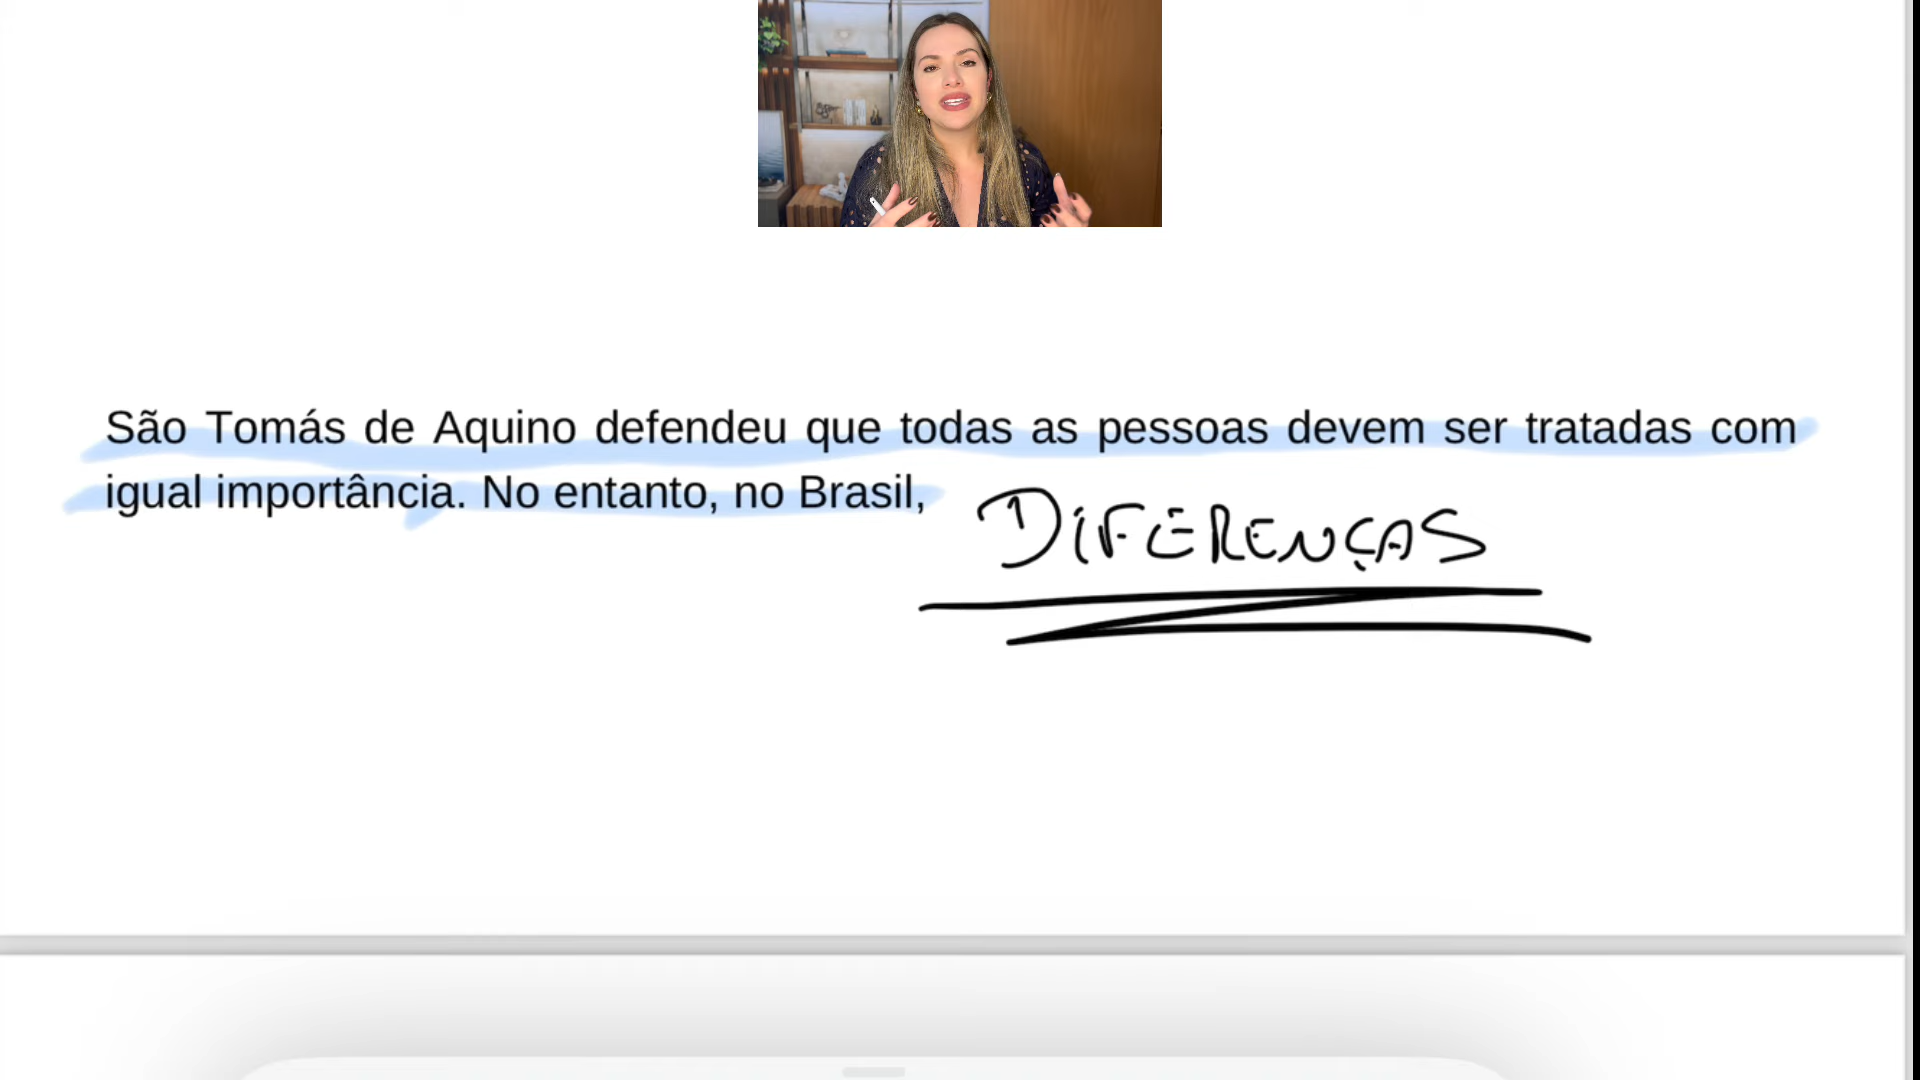 São Tomás de Aquino defendeu que todas as pessoas devem ser tratadas com
igual importância. No entanto, no Brasil,
DIFERENÇAS